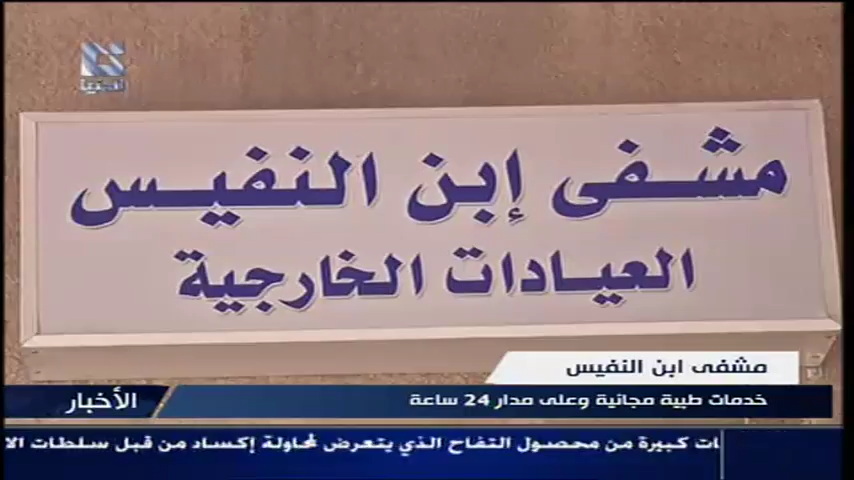 الدنيا
مشفى إبن النفيس
العيادات الخارجية
مشفى ابن النفيس
الأخبار
خدمات طبية مجانية وعلى مدار 24 ساعة
ات كبيرة من محصول التفاح الذي يتعرض لمحاولة إكساد من قبل سلطات الا